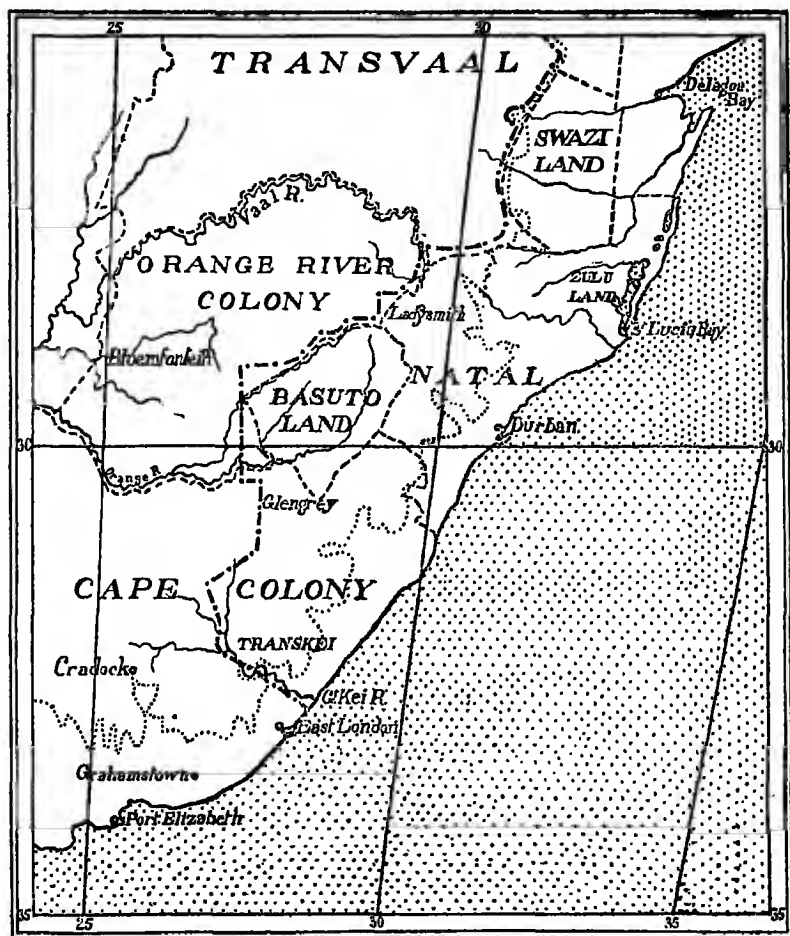 25 30
TRANSVAAL
Delagoa
Bay
SWAZI
LAND
Vaal R.
ORANGE RIVER
COLONY
ZULU
LAND
Ladysmith
St Lucia Bay
Bloemfontein
NATAL
BASUTO
LAND
Durban
30 30
Orange R.
Glengrey
CAPE COLONY
TRANSKEI
Cradock
Gt Kei R.
East London
Grahamstown
Port Elizabeth
35 25 30 35 35